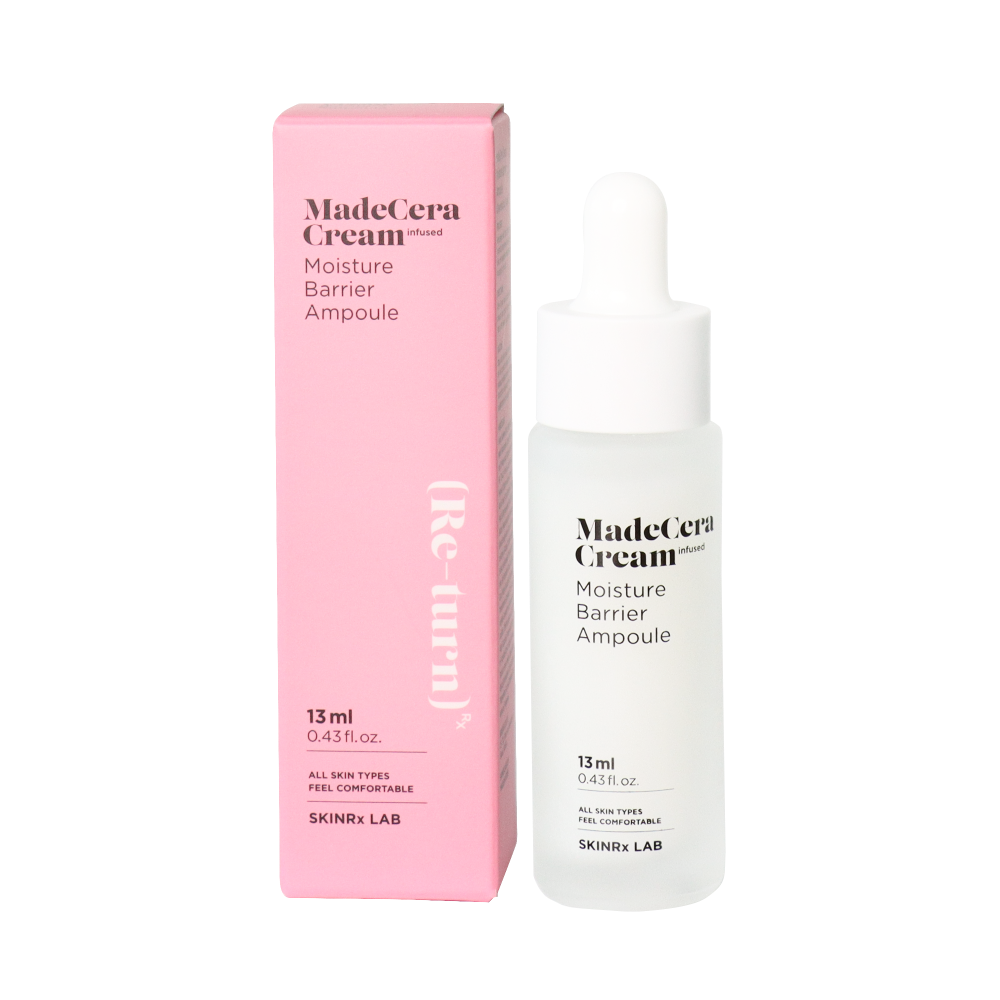 MadeCera
Cream infused
Moisture
Barrier
Ampoule
(Re-turn) Rx
13 ml
0.43 fl. oz.
ALL SKIN TYPES
FEEL COMFORTABLE
SKINRx LAB
MadeCera
Cream infused
Moisture
Barrier
Ampoule
13 ml
0.43 fl. oz.
ALL SKIN TYPES
FEEL COMFORTABLE
SKINRx LAB